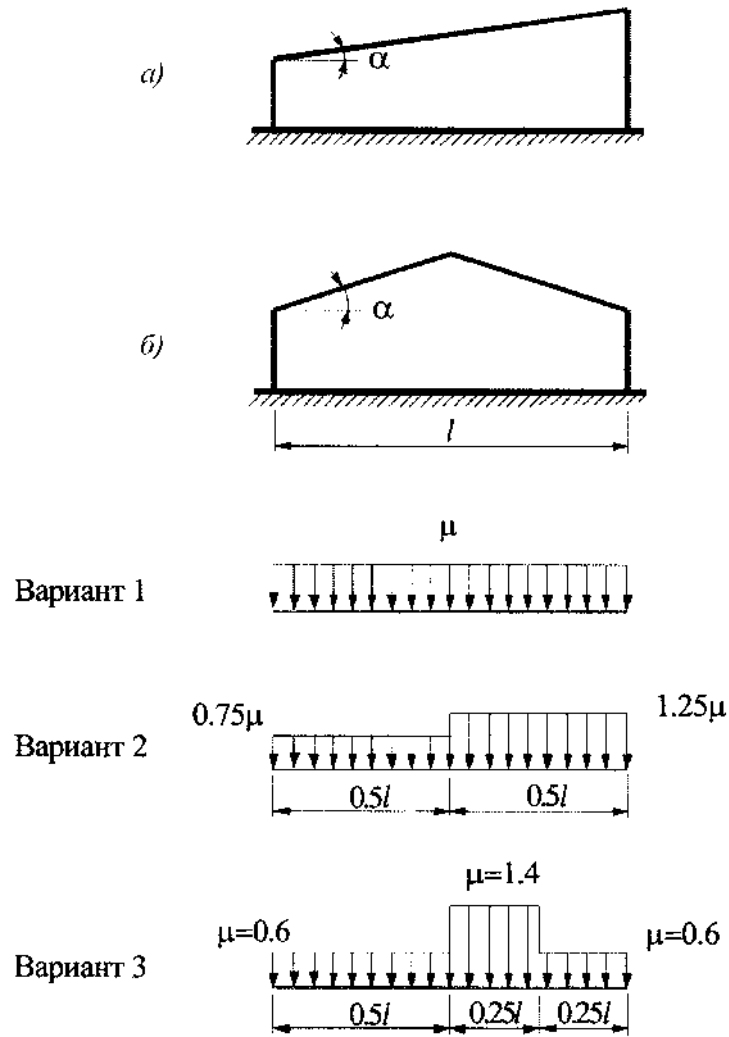 а)
α
б)
α
l
μ
Вариант 1
0.75μ
1.25μ
Вариант 2
0.5l 0.5l
μ=1.4
μ=0.6
μ=0.6
Вариант 3
0.5l 0.25l 0.25l